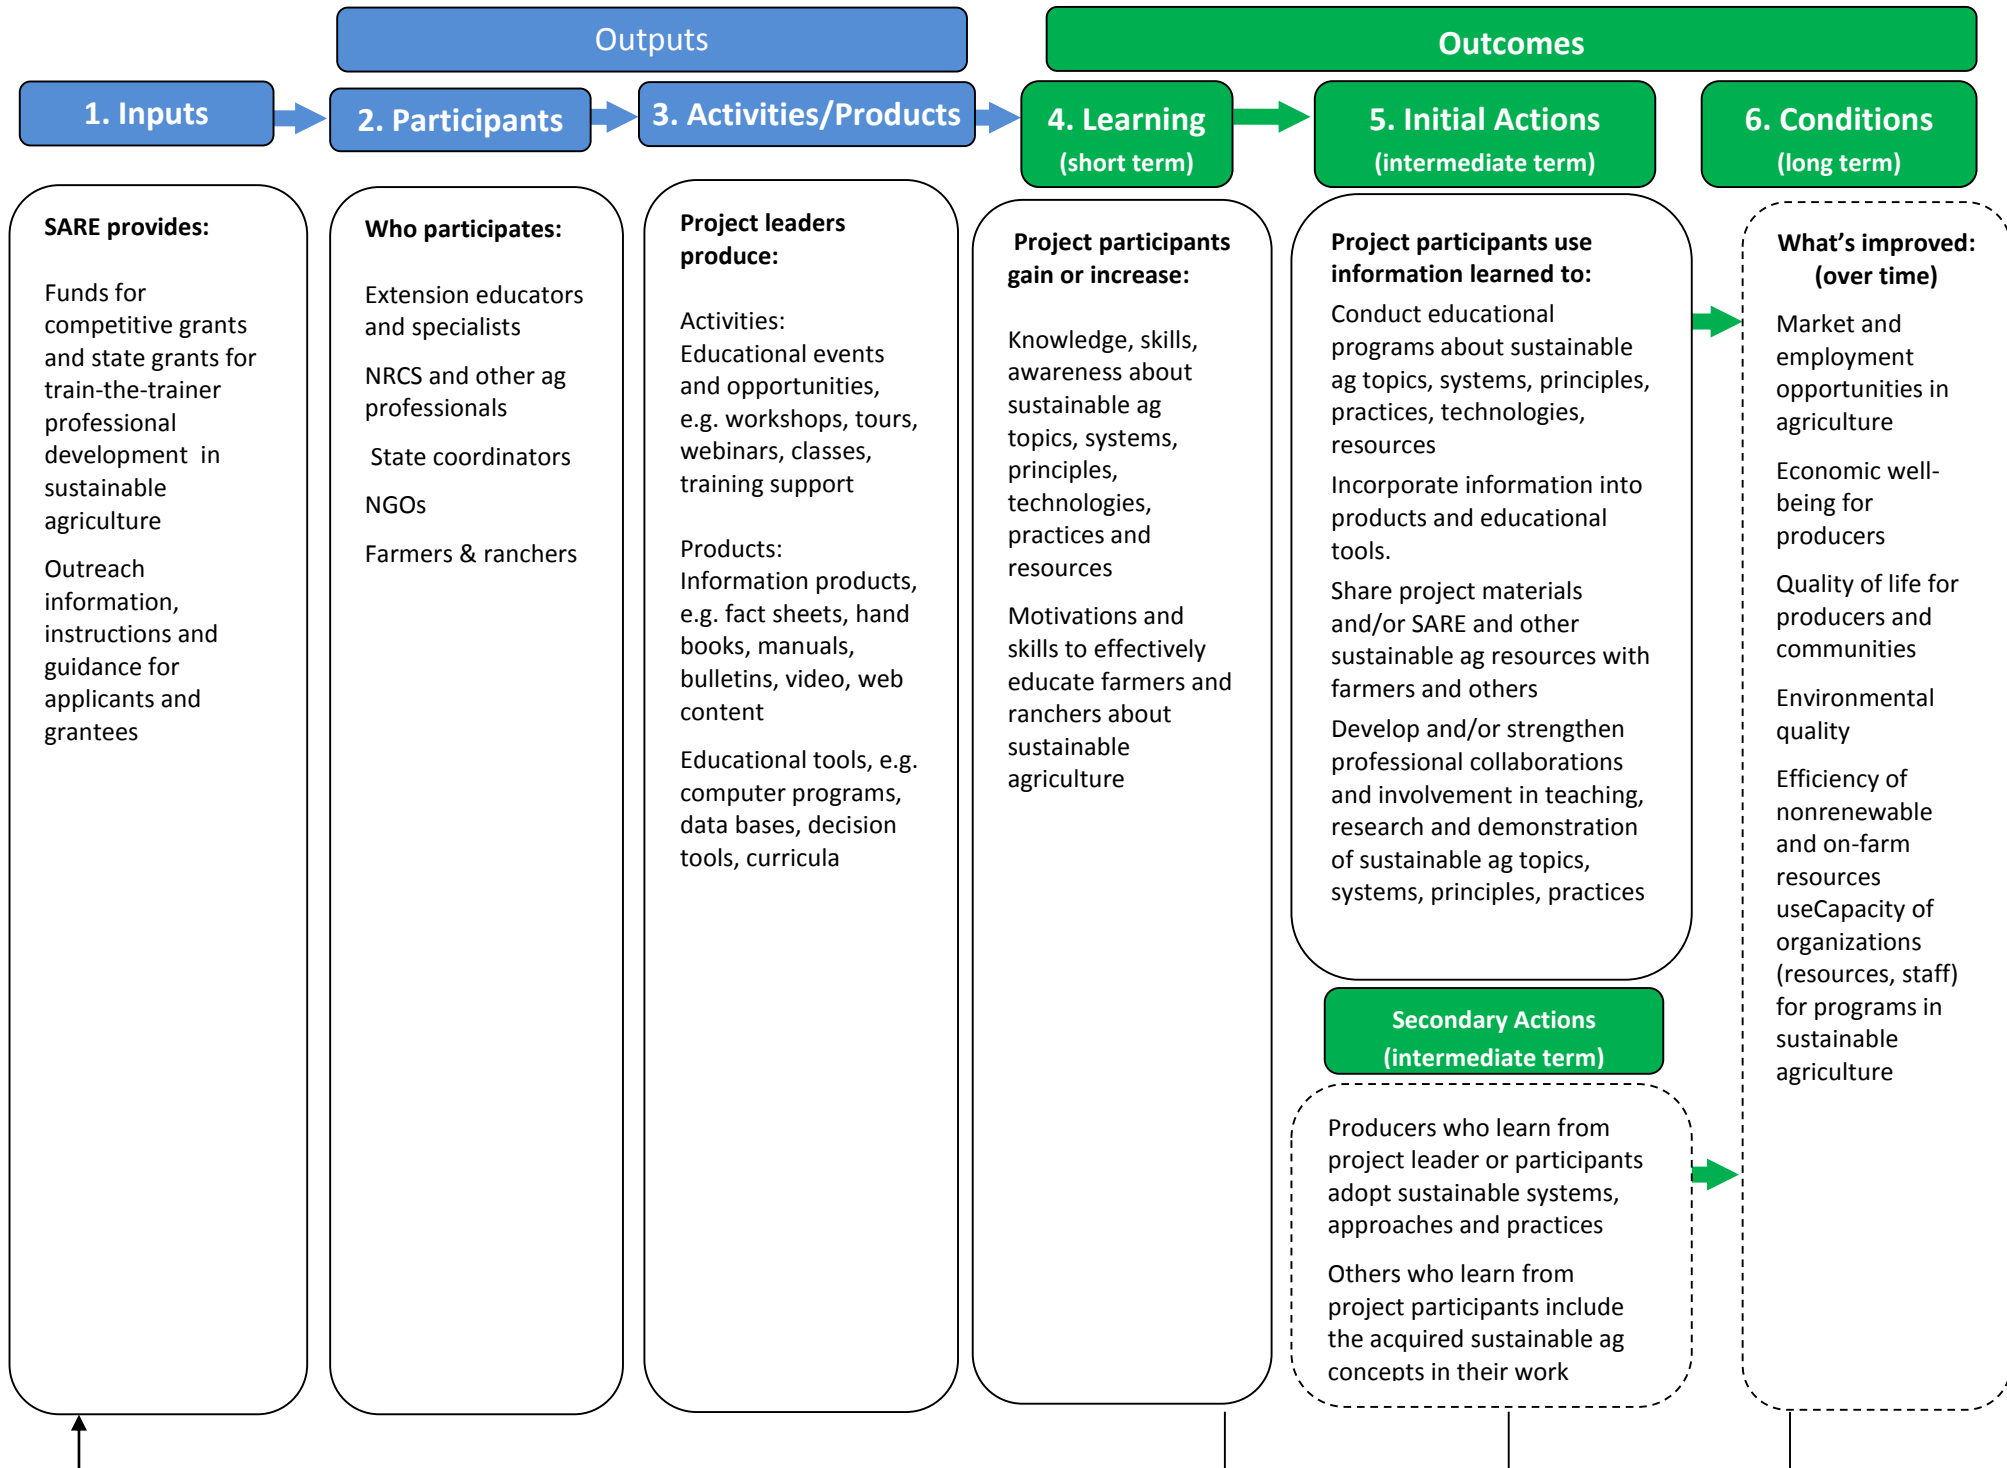 Outputs
Outcomes
1. Inputs
2. Participants
3. Activities/Products
4. Learning
(short term)
5. Initial Actions
(intermediate term)
6. Conditions
(long term)
SARE provides:
Funds for
competitive grants
and state grants for
train-the-trainer
professional
development in
sustainable
agriculture
Outreach
information,
instructions and
guidance for
applicants and
grantees
Who participates:
Extension educators
and specialists
NRCS and other ag
professionals
State coordinators
NGOs
Farmers & ranchers
Project leaders
produce:
Activities:
Educational events
and opportunities,
e.g. workshops, tours,
webinars, classes,
training support
Products:
Information products,
e.g. fact sheets, hand
books, manuals,
bulletins, video, web
content
Educational tools, e.g.
computer programs,
data bases, decision
tools, curricula
Project participants
gain or increase:
Knowledge, skills,
awareness about
sustainable ag
topics, systems,
principles,
technologies,
practices and
resources
Motivations and
skills to effectively
educate farmers and
ranchers about
sustainable
agriculture
Project participants use
information learned to:
Conduct educational
programs about sustainable
ag topics, systems, principles,
practices, technologies,
resources
Incorporate information into
products and educational
tools.
Share project materials
and/or SARE and other
sustainable ag resources with
farmers and others
Develop and/or strengthen
professional collaborations
and involvement in teaching,
research and demonstration
of sustainable ag topics,
systems, principles, practices
Secondary Actions
(intermediate term)
Producers who learn from
project leader or participants
adopt sustainable systems,
approaches and practices
Others who learn from
project participants include
the acquired sustainable ag
concepts in their work
What's improved:
(over time)
Market and
employment
opportunities in
agriculture
Economic well-
being for
producers
Quality of life for
producers and
communities
Environmental
quality
Efficiency of
nonrenewable
and on-farm
resources
useCapacity of
organizations
(resources, staff)
for programs in
sustainable
agriculture